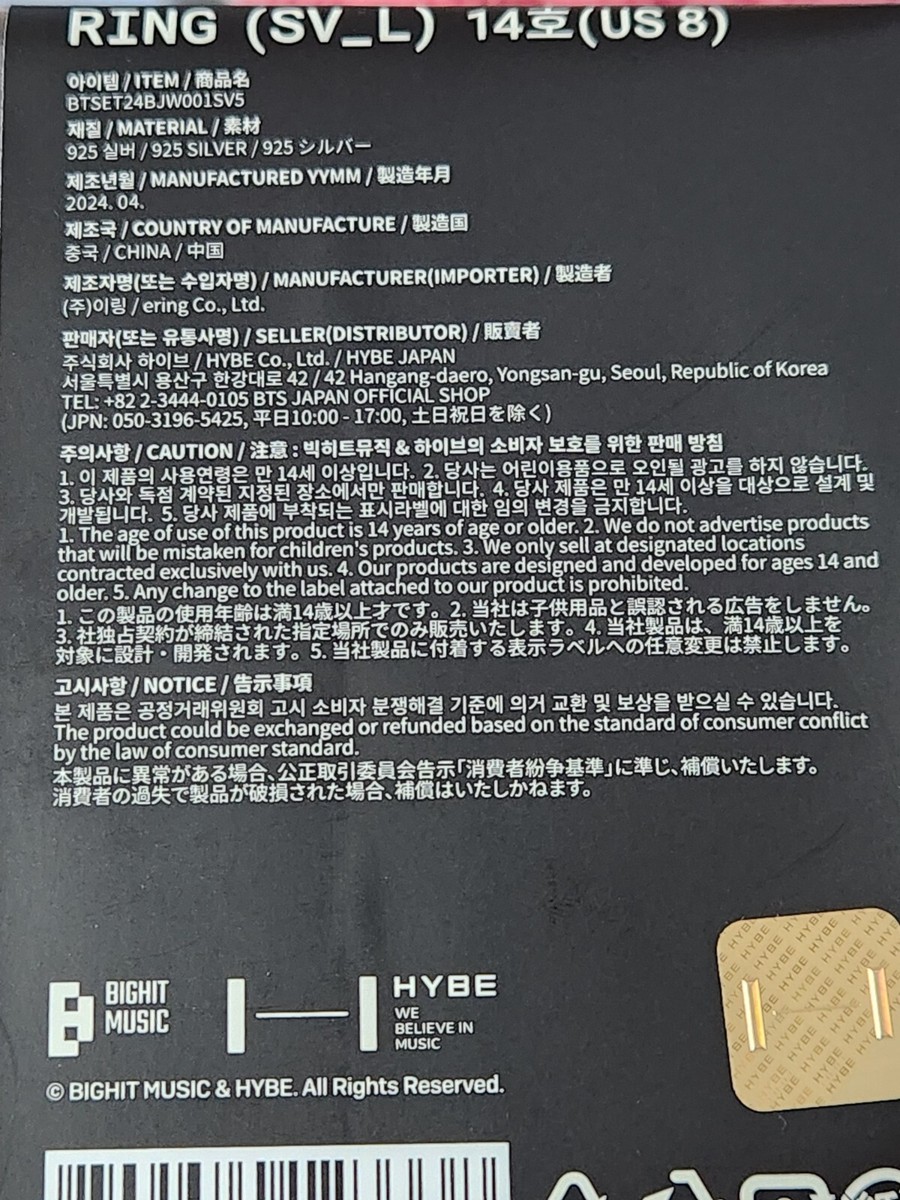 RING (SV_L) 14호(US 8)
아이템 / ITEM / 商品名
BTSET24BJW001SV5
재질 / MATERIAL / 素材
925 실버 / 925 SILVER / 925 シルバー
제조년월 / MANUFACTURED YYMM / 製造年月
2024. 04.
제조국 / COUNTRY OF MANUFACTURE / 製造国
중국 / CHINA / 中国
제조자명(또는 수입자명) / MANUFACTURER(IMPORTER) / 製造者
(주)이링 / ering Co., Ltd.
판매자(또는 유통사명) / SELLER(DISTRIBUTOR) / 販賣者
주식회사 하이브 / HYBE Co., Ltd. / HYBE JAPAN
서울특별시 용산구 한강대로 42 / 42 Hangang-daero, Yongsan-gu, Seoul, Republic of Korea
TEL: +82 2-3444-0105 BTS JAPAN OFFICIAL SHOP
(JPN: 050-3196-5425, 平日10:00 - 17:00, 土日祝日を除く)
주의사항 / CAUTION / 注意 : 빅히트뮤직 & 하이브의 소비자 보호를 위한 판매 방침
1. 이 제품의 사용연령은 만 14세 이상입니다. 2. 당사는 어린이용품으로 오인될 광고를 하지 않습니다.
3. 당사와 독점 계약된 지정된 장소에서만 판매합니다. 4. 당사 제품은 만 14세 이상을 대상으로 설계 및
개발됩니다. 5. 당사 제품에 부착되는 표시라벨에 대한 임의 변경을 금지합니다.
1. The age of use of this product is 14 years of age or older. 2. We do not advertise products
that will be mistaken for children's products. 3. We only sell at designated locations
contracted exclusively with us. 4. Our products are designed and developed for ages 14 and
older. 5. Any change to the label attached to our product is prohibited.
1. この製品の使用年齢は満14歳以上才です。2. 当社は子供用品と誤認される広告をしません。
3. 社独占契約が締結された指定場所でのみ販売いたします。4. 当社製品は、満14歳以上を
対象に設計・開発されます。5. 当社製品に付着する表示ラベルへの任意変更は禁止します。
고시사항 / NOTICE / 告示事項
본 제품은 공정거래위원회 고시 소비자 분쟁해결 기준에 의거 교환 및 보상을 받으실 수 있습니다.
The product could be exchanged or refunded based on the standard of consumer conflict
by the law of consumer standard.
本製品に異常がある場合、公正取引委員会告示「消費者紛争基準」に準じ、補償いたします。
消費者の過失で製品が破損された場合、補償はいたしかねます。
BIGHIT
MUSIC
HYBE
WE
BELIEVE IN
MUSIC
© BIGHIT MUSIC & HYBE. All Rights Reserved.